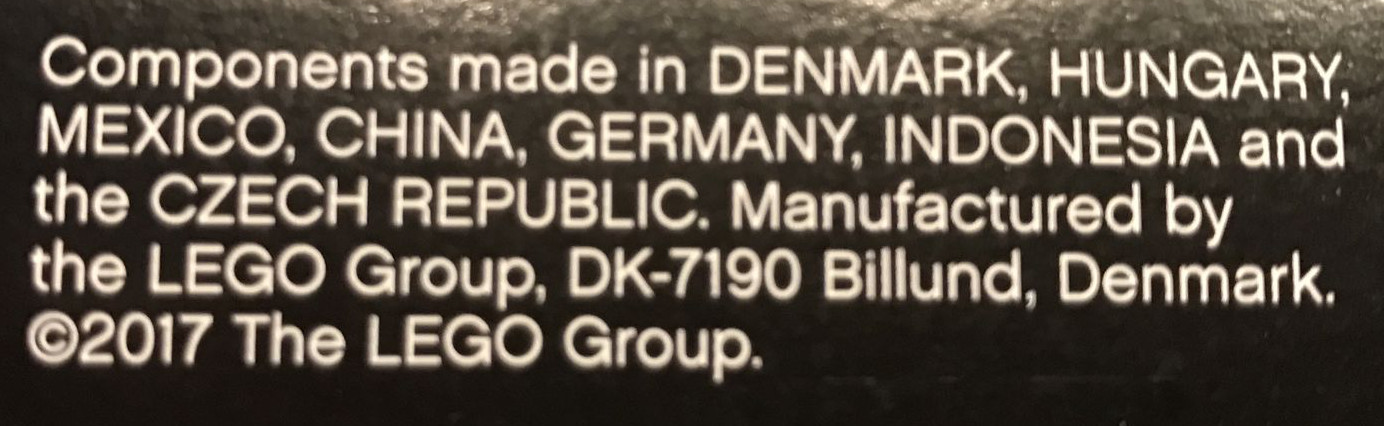 Components made in DENMARK, HUNGARY,
MEXICO, CHINA, GERMANY, INDONESIA and
the CZECH REPUBLIC. Manufactured by
the LEGO Group, DK-7190 Billund, Denmark.
©2017 The LEGO Group.